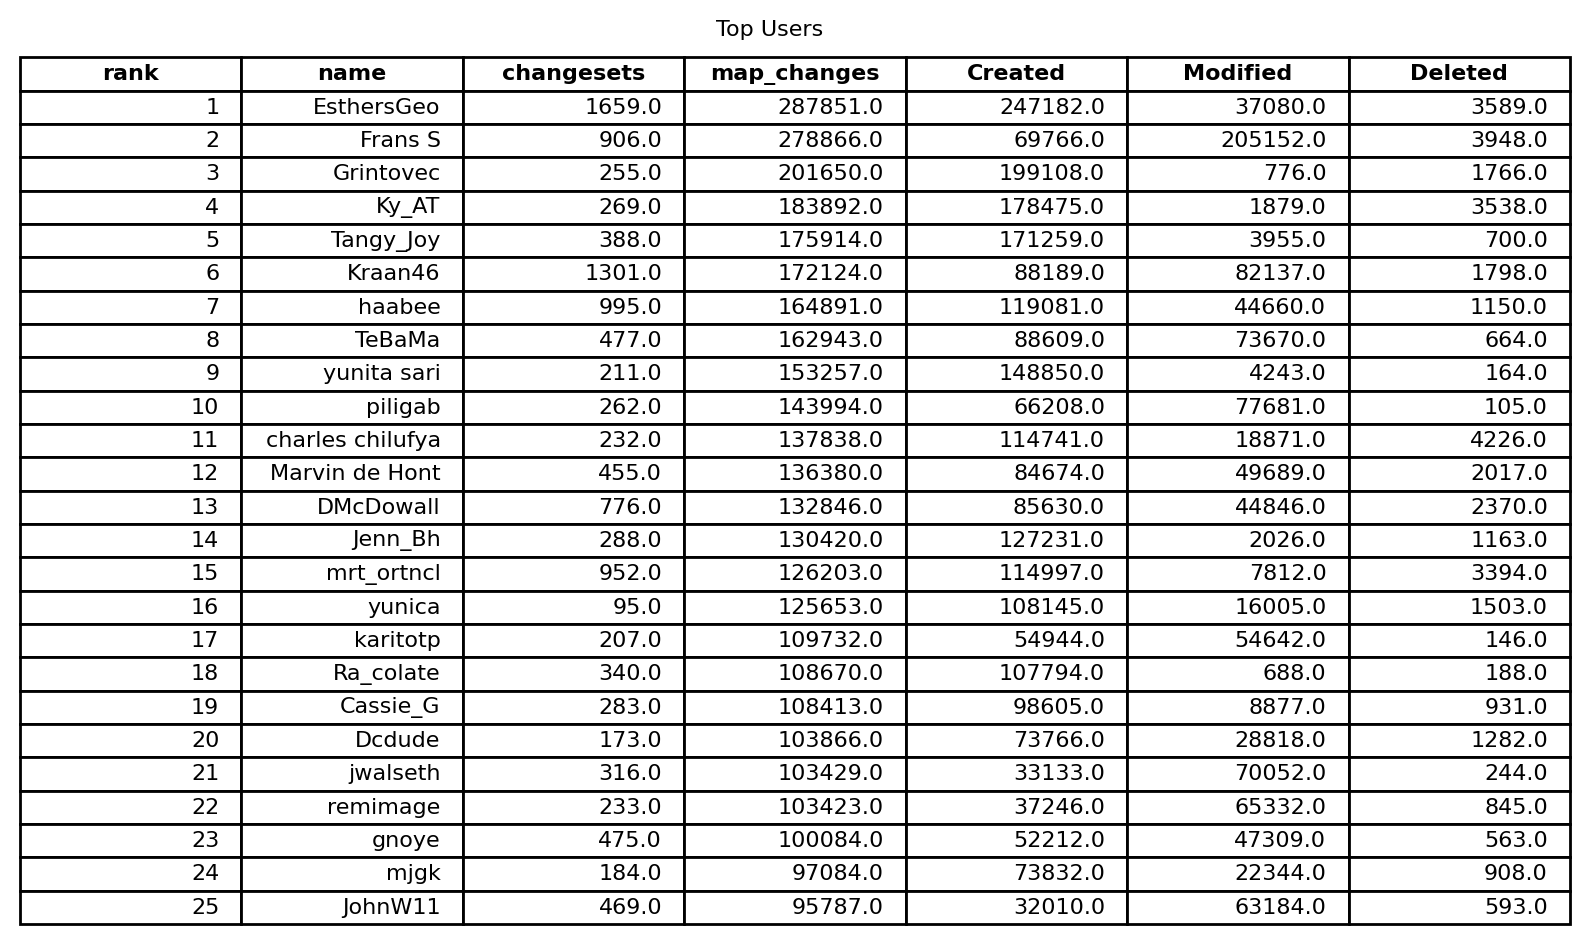 Top Users
rank name changesets map_changes Created Modified Deleted
1 EsthersGeo 1659.0 287851.0 247182.0 37080.0 3589.0
2 Frans S 906.0 278866.0 69766.0 205152.0 3948.0
3 Grintovec 255.0 201650.0 199108.0 776.0 1766.0
4 Ky_AT 269.0 183892.0 178475.0 1879.0 3538.0
5 Tangy_Joy 388.0 175914.0 171259.0 3955.0 700.0
6 Kraan46 1301.0 172124.0 88189.0 82137.0 1798.0
7 haabee 995.0 164891.0 119081.0 44660.0 1150.0
8 TeBaMa 477.0 162943.0 88609.0 73670.0 664.0
9 yunita sari 211.0 153257.0 148850.0 4243.0 164.0
10 piligab 262.0 143994.0 66208.0 77681.0 105.0
11 charles chilufya 232.0 137838.0 114741.0 18871.0 4226.0
12 Marvin de Hont 455.0 136380.0 84674.0 49689.0 2017.0
13 DMcDowall 776.0 132846.0 85630.0 44846.0 2370.0
14 Jenn_Bh 288.0 130420.0 127231.0 2026.0 1163.0
15 mrt_ortncl 952.0 126203.0 114997.0 7812.0 3394.0
16 yunica 95.0 125653.0 108145.0 16005.0 1503.0
17 karitotp 207.0 109732.0 54944.0 54642.0 146.0
18 Ra_colate 340.0 108670.0 107794.0 688.0 188.0
19 Cassie_G 283.0 108413.0 98605.0 8877.0 931.0
20 Dcdude 173.0 103866.0 73766.0 28818.0 1282.0
21 jwalseth 316.0 103429.0 33133.0 70052.0 244.0
22 remimage 233.0 103423.0 37246.0 65332.0 845.0
23 gnoye 475.0 100084.0 52212.0 47309.0 563.0
24 mjgk 184.0 97084.0 73832.0 22344.0 908.0
25 JohnW11 469.0 95787.0 32010.0 63184.0 593.0